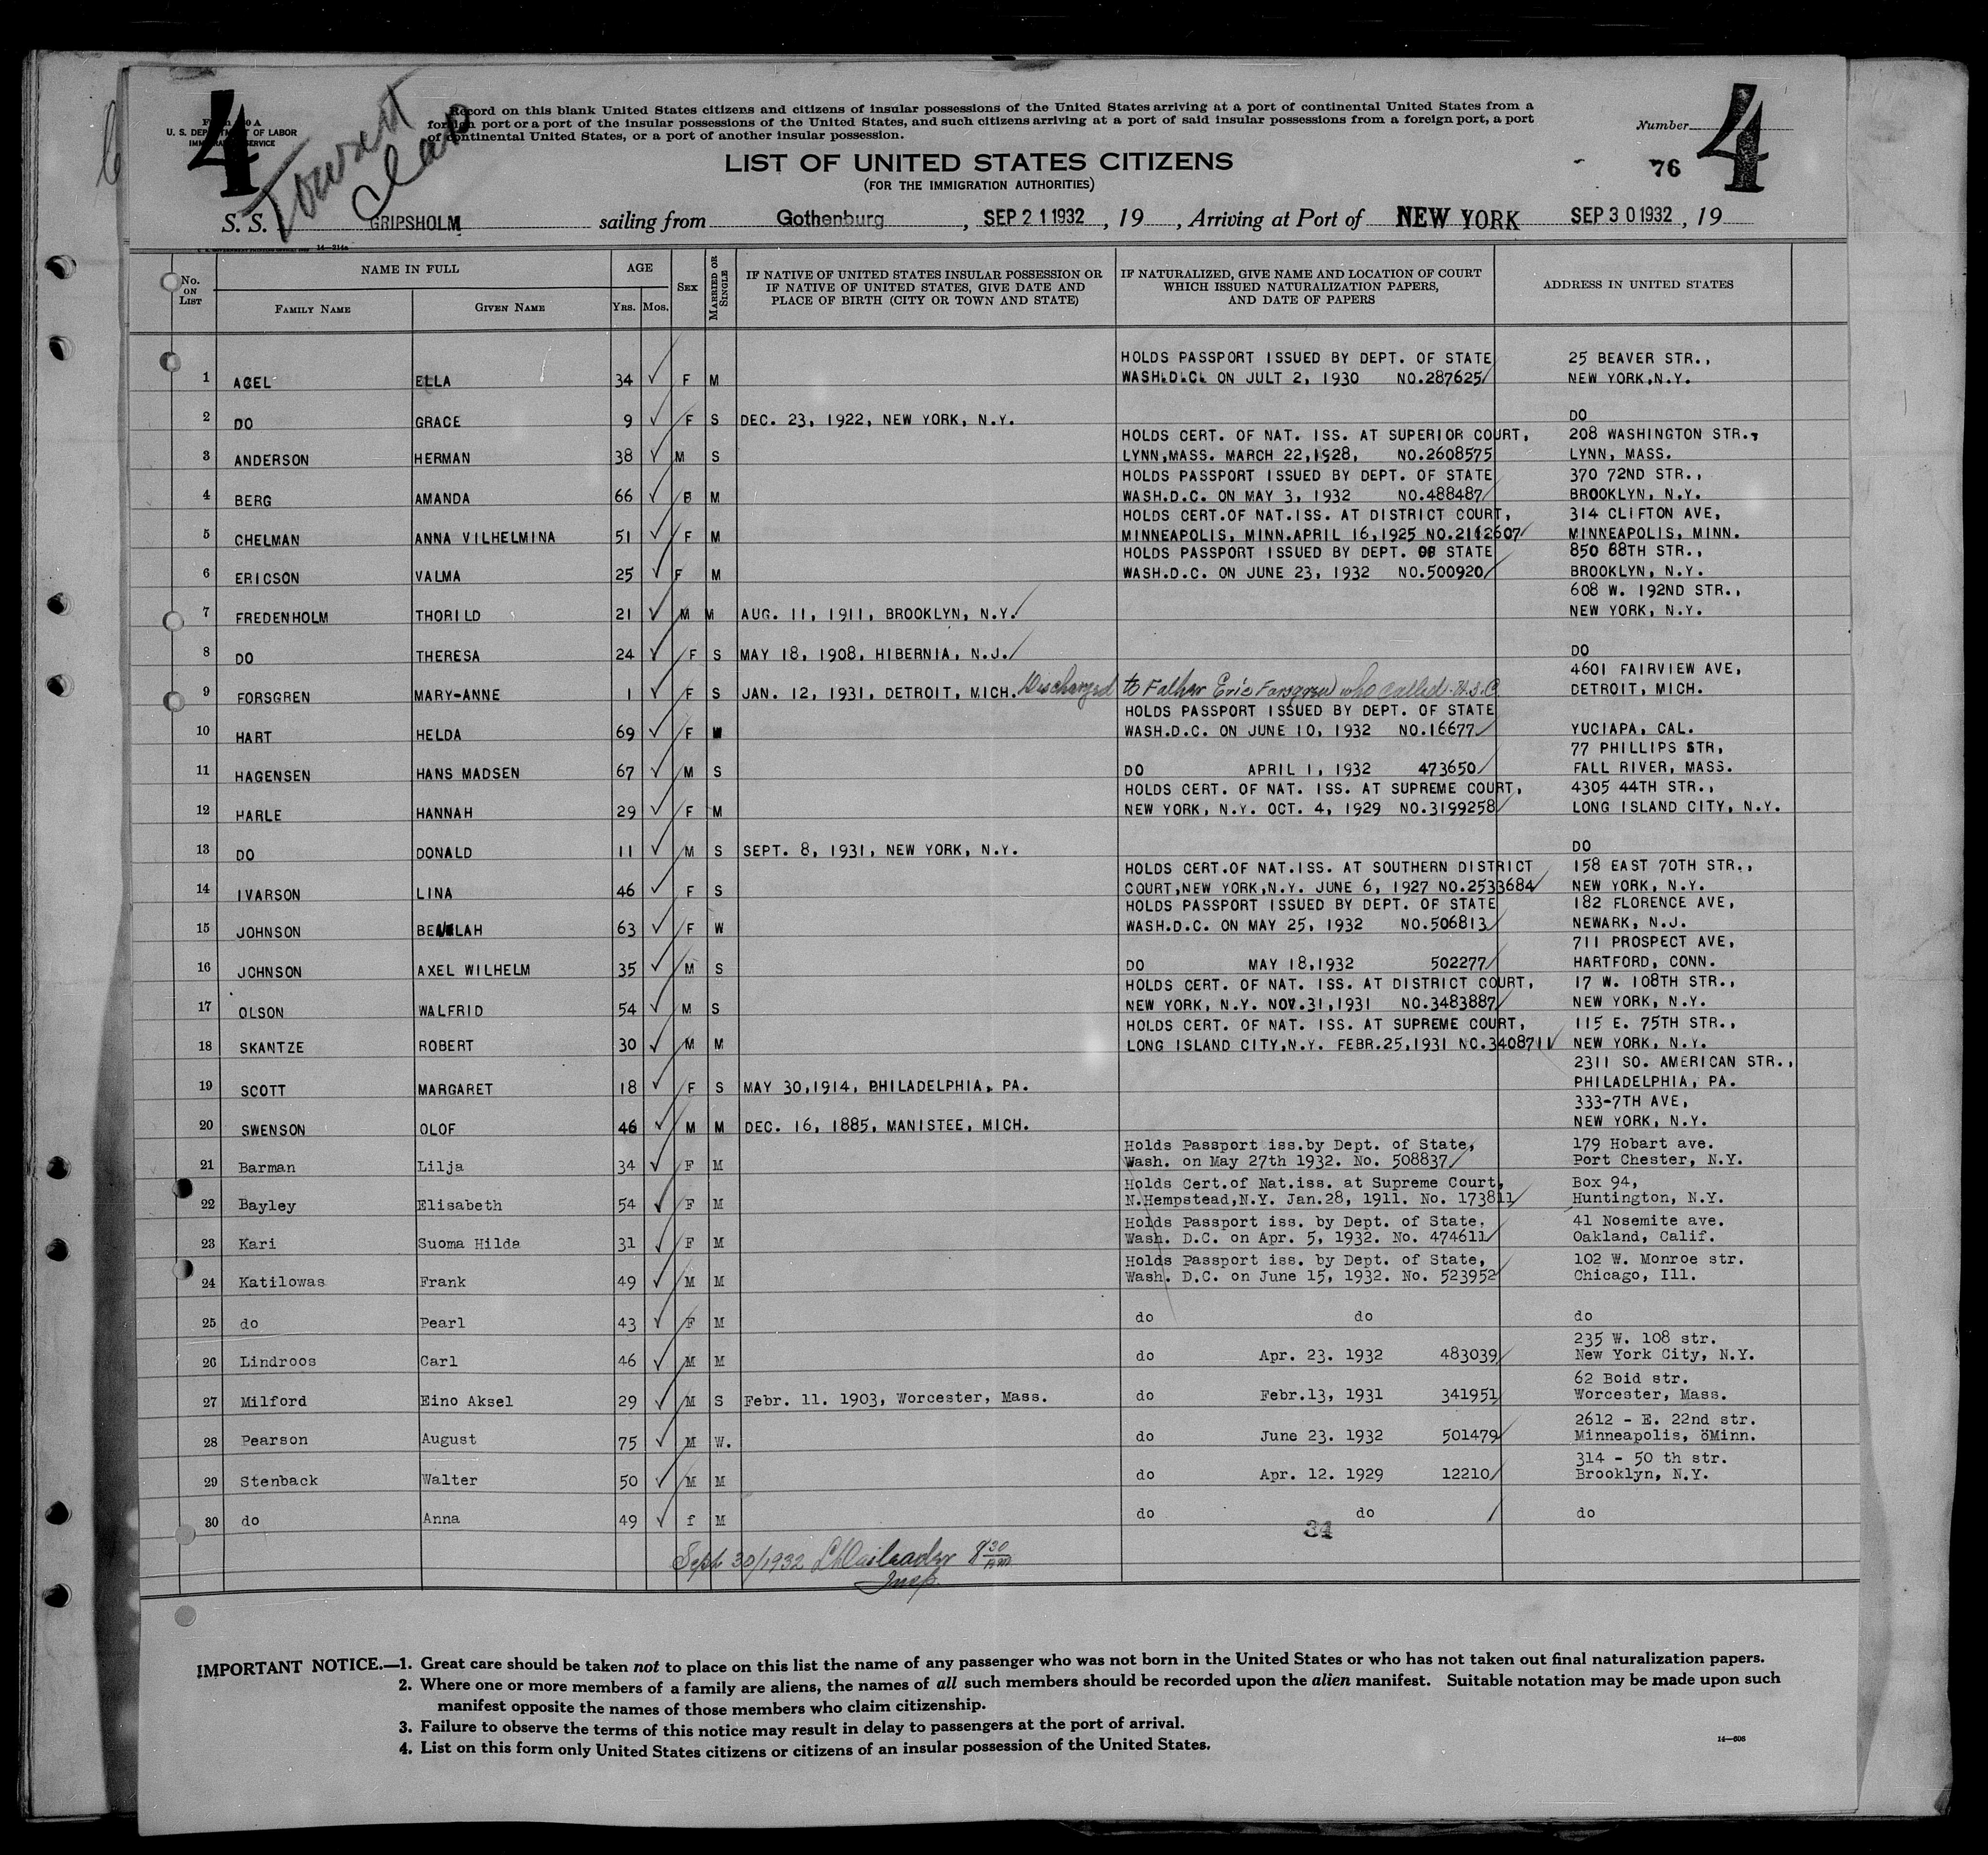 4
Tourist
Class
U. S. DEPARTMENT OF LABOR
IMMIGRATION SERVICE
Record on this blank United States citizens and citizens of insular possessions of the United States arriving at a port of continental United States from a
foreign port or a port of the insular possessions of the United States, and such citizens arriving at a port of said insular possessions from a foreign port, a port
of continental United States, or a port of another insular possession.
Number
4
76
LIST OF UNITED STATES CITIZENS
(FOR THE IMMIGRATION AUTHORITIES)
S. S. GRIPSHOLM sailing from Gothenburg, SEP 21 1932, 19 , Arriving at Port of NEW YORK SEP 30 1932, 19
No. ON LIST
NAME IN FULL
FAMILY NAME GIVEN NAME
AGE
YRS. MOS.
SEX
MARRIED OR SINGLE
IF NATIVE OF UNITED STATES INSULAR POSSESSION OR
IF NATIVE OF UNITED STATES, GIVE DATE AND
PLACE OF BIRTH (CITY OR TOWN AND STATE)
IF NATURALIZED, GIVE NAME AND LOCATION OF COURT
WHICH ISSUED NATURALIZATION PAPERS,
AND DATE OF PAPERS
ADDRESS IN UNITED STATES
HOLDS PASSPORT ISSUED BY DEPT. OF STATE 25 BEAVER STR.,
1 ACEL ELLA 34 F M WASH.D.C. ON JULT 2, 1930 NO.287625 NEW YORK,N.Y.
2 DO GRACE 9 F S DEC. 23, 1922, NEW YORK, N.Y. DO
HOLDS CERT. OF NAT. ISS. AT SUPERIOR COURT, 208 WASHINGTON STR.,
3 ANDERSON HERMAN 38 M S LYNN,MASS. MARCH 22,1928, NO.2608575 LYNN, MASS.
HOLDS PASSPORT ISSUED BY DEPT. OF STATE 370 72ND STR.,
4 BERG AMANDA 66 F M WASH.D.C. ON MAY 3, 1932 NO.488487 BROOKLYN, N.Y.
HOLDS CERT.OF NAT.ISS. AT DISTRICT COURT, 314 CLIFTON AVE,
5 CHELMAN ANNA VILHELMINA 51 F M MINNEAPOLIS, MINN.APRIL 16,1925 NO.2162607 MINNEAPOLIS, MINN.
HOLDS PASSPORT ISSUED BY DEPT. OF STATE 850 88TH STR.,
6 ERICSON VALMA 25 F M WASH.D.C. ON JUNE 23, 1932 NO.500920 BROOKLYN, N.Y.
608 W. 192ND STR.,
7 FREDENHOLM THORILD 21 M M AUG. 11, 1911, BROOKLYN, N.Y. NEW YORK, N.Y.
8 DO THERESA 24 F S MAY 18, 1908, HIBERNIA, N.J. DO
4601 FAIRVIEW AVE,
9 FORSGREN MARY-ANNE 1 F S JAN. 12, 1931, DETROIT, MICH. Discharged to Father Eric Forsgren who called. U.S.C. DETROIT, MICH.
HOLDS PASSPORT ISSUED BY DEPT. OF STATE
10 HART HELDA 69 F W WASH.D.C. ON JUNE 10, 1932 NO.16677 YUCIAPA, CAL.
77 PHILLIPS STR,
11 HAGENSEN HANS MADSEN 67 M S DO APRIL 1, 1932 473650 FALL RIVER, MASS.
HOLDS CERT. OF NAT. ISS. AT SUPREME COURT, 4305 44TH STR.,
12 HARLE HANNAH 29 F M NEW YORK, N.Y. OCT. 4, 1929 NO.3199258 LONG ISLAND CITY, N.Y.
13 DO DONALD 11 M S SEPT. 8, 1931, NEW YORK, N.Y. DO
HOLDS CERT.OF NAT.ISS. AT SOUTHERN DISTRICT 158 EAST 70TH STR.,
14 IVARSON LINA 46 F S COURT,NEW YORK,N.Y. JUNE 6, 1927 NO.2533684 NEW YORK, N.Y.
HOLDS PASSPORT ISSUED BY DEPT. OF STATE 182 FLORENCE AVE,
15 JOHNSON 63 F W WASH.D.C. ON MAY 25, 1932 NO.506813 NEWARK, N.J.
711 PROSPECT AVE,
16 JOHNSON AXEL WILHELM 35 M S DO MAY 18,1932 502277 HARTFORD, CONN.
HOLDS CERT. OF NAT. ISS. AT DISTRICT COURT, 17 W. 108TH STR.,
17 OLSON WALFRID 54 M S NEW YORK, N.Y. NOV.31,1931 NO.3483887 NEW YORK, N.Y.
HOLDS CERT. OF NAT. ISS. AT SUPREME COURT, 115 E. 75TH STR.,
18 SKANTZE ROBERT 30 M M LONG ISLAND CITY,N.Y. FEBR.25,1931 NO.3408711 NEW YORK, N.Y.
2311 SO. AMERICAN STR.,
19 SCOTT MARGARET 18 F S MAY 30,1914, PHILADELPHIA, PA. PHILADELPHIA, PA.
333-7TH AVE,
20 SWENSON OLOF 46 M M DEC. 16, 1885, MANISTEE, MICH. NEW YORK, N.Y.
Holds Passport iss.by Dept. of State, 179 Hobart ave.
21 Barman Lilja 34 F M Wash. on May 27th 1932. No. 508837 Port Chester, N.Y.
Holds Cert.of Nat.iss. at Supreme Court, Box 94,
22 Bayley Elisabeth 54 F M N.Hempstead,N.Y. Jan.28, 1911. No. 173811 Huntington, N.Y.
Holds Passport iss. by Dept. of State, 41 Nosemite ave.
23 Kari Suoma Hilda 31 F M Wash. D.C. on Apr. 5, 1932. No. 474611 Oakland, Calif.
Holds Passport iss. by Dept. of State, 102 W. Monroe str.
24 Katilowas Frank 49 M M Wash. D.C. on June 15, 1932. No. 523952 Chicago, Ill.
25 do Pearl 43 F M do do do
235 W. 108 str.
26 Lindroos Carl 46 M M do Apr. 23. 1932 483039 New York City, N.Y.
62 Boid str.
27 Milford Eino Aksel 29 M S Febr. 11. 1903, Worcester, Mass. do Febr.13, 1931 341951 Worcester, Mass.
2612 - E. 22nd str.
28 Pearson August 75 M W. do June 23. 1932 501479 Minneapolis, öMinn.
314 - 50 th str.
29 Stenback Walter 50 M M do Apr. 12. 1929 12210 Brooklyn, N.Y.
30 do Anna 49 f M do do do
34
Sept 30/1932 8 30 AM
Insp.
IMPORTANT NOTICE.—1. Great care should be taken not to place on this list the name of any passenger who was not born in the United States or who has not taken out final naturalization papers.
2. Where one or more members of a family are aliens, the names of all such members should be recorded upon the alien manifest. Suitable notation may be made upon such
manifest opposite the names of those members who claim citizenship.
3. Failure to observe the terms of this notice may result in delay to passengers at the port of arrival.
4. List on this form only United States citizens or citizens of an insular possession of the United States.
14—606